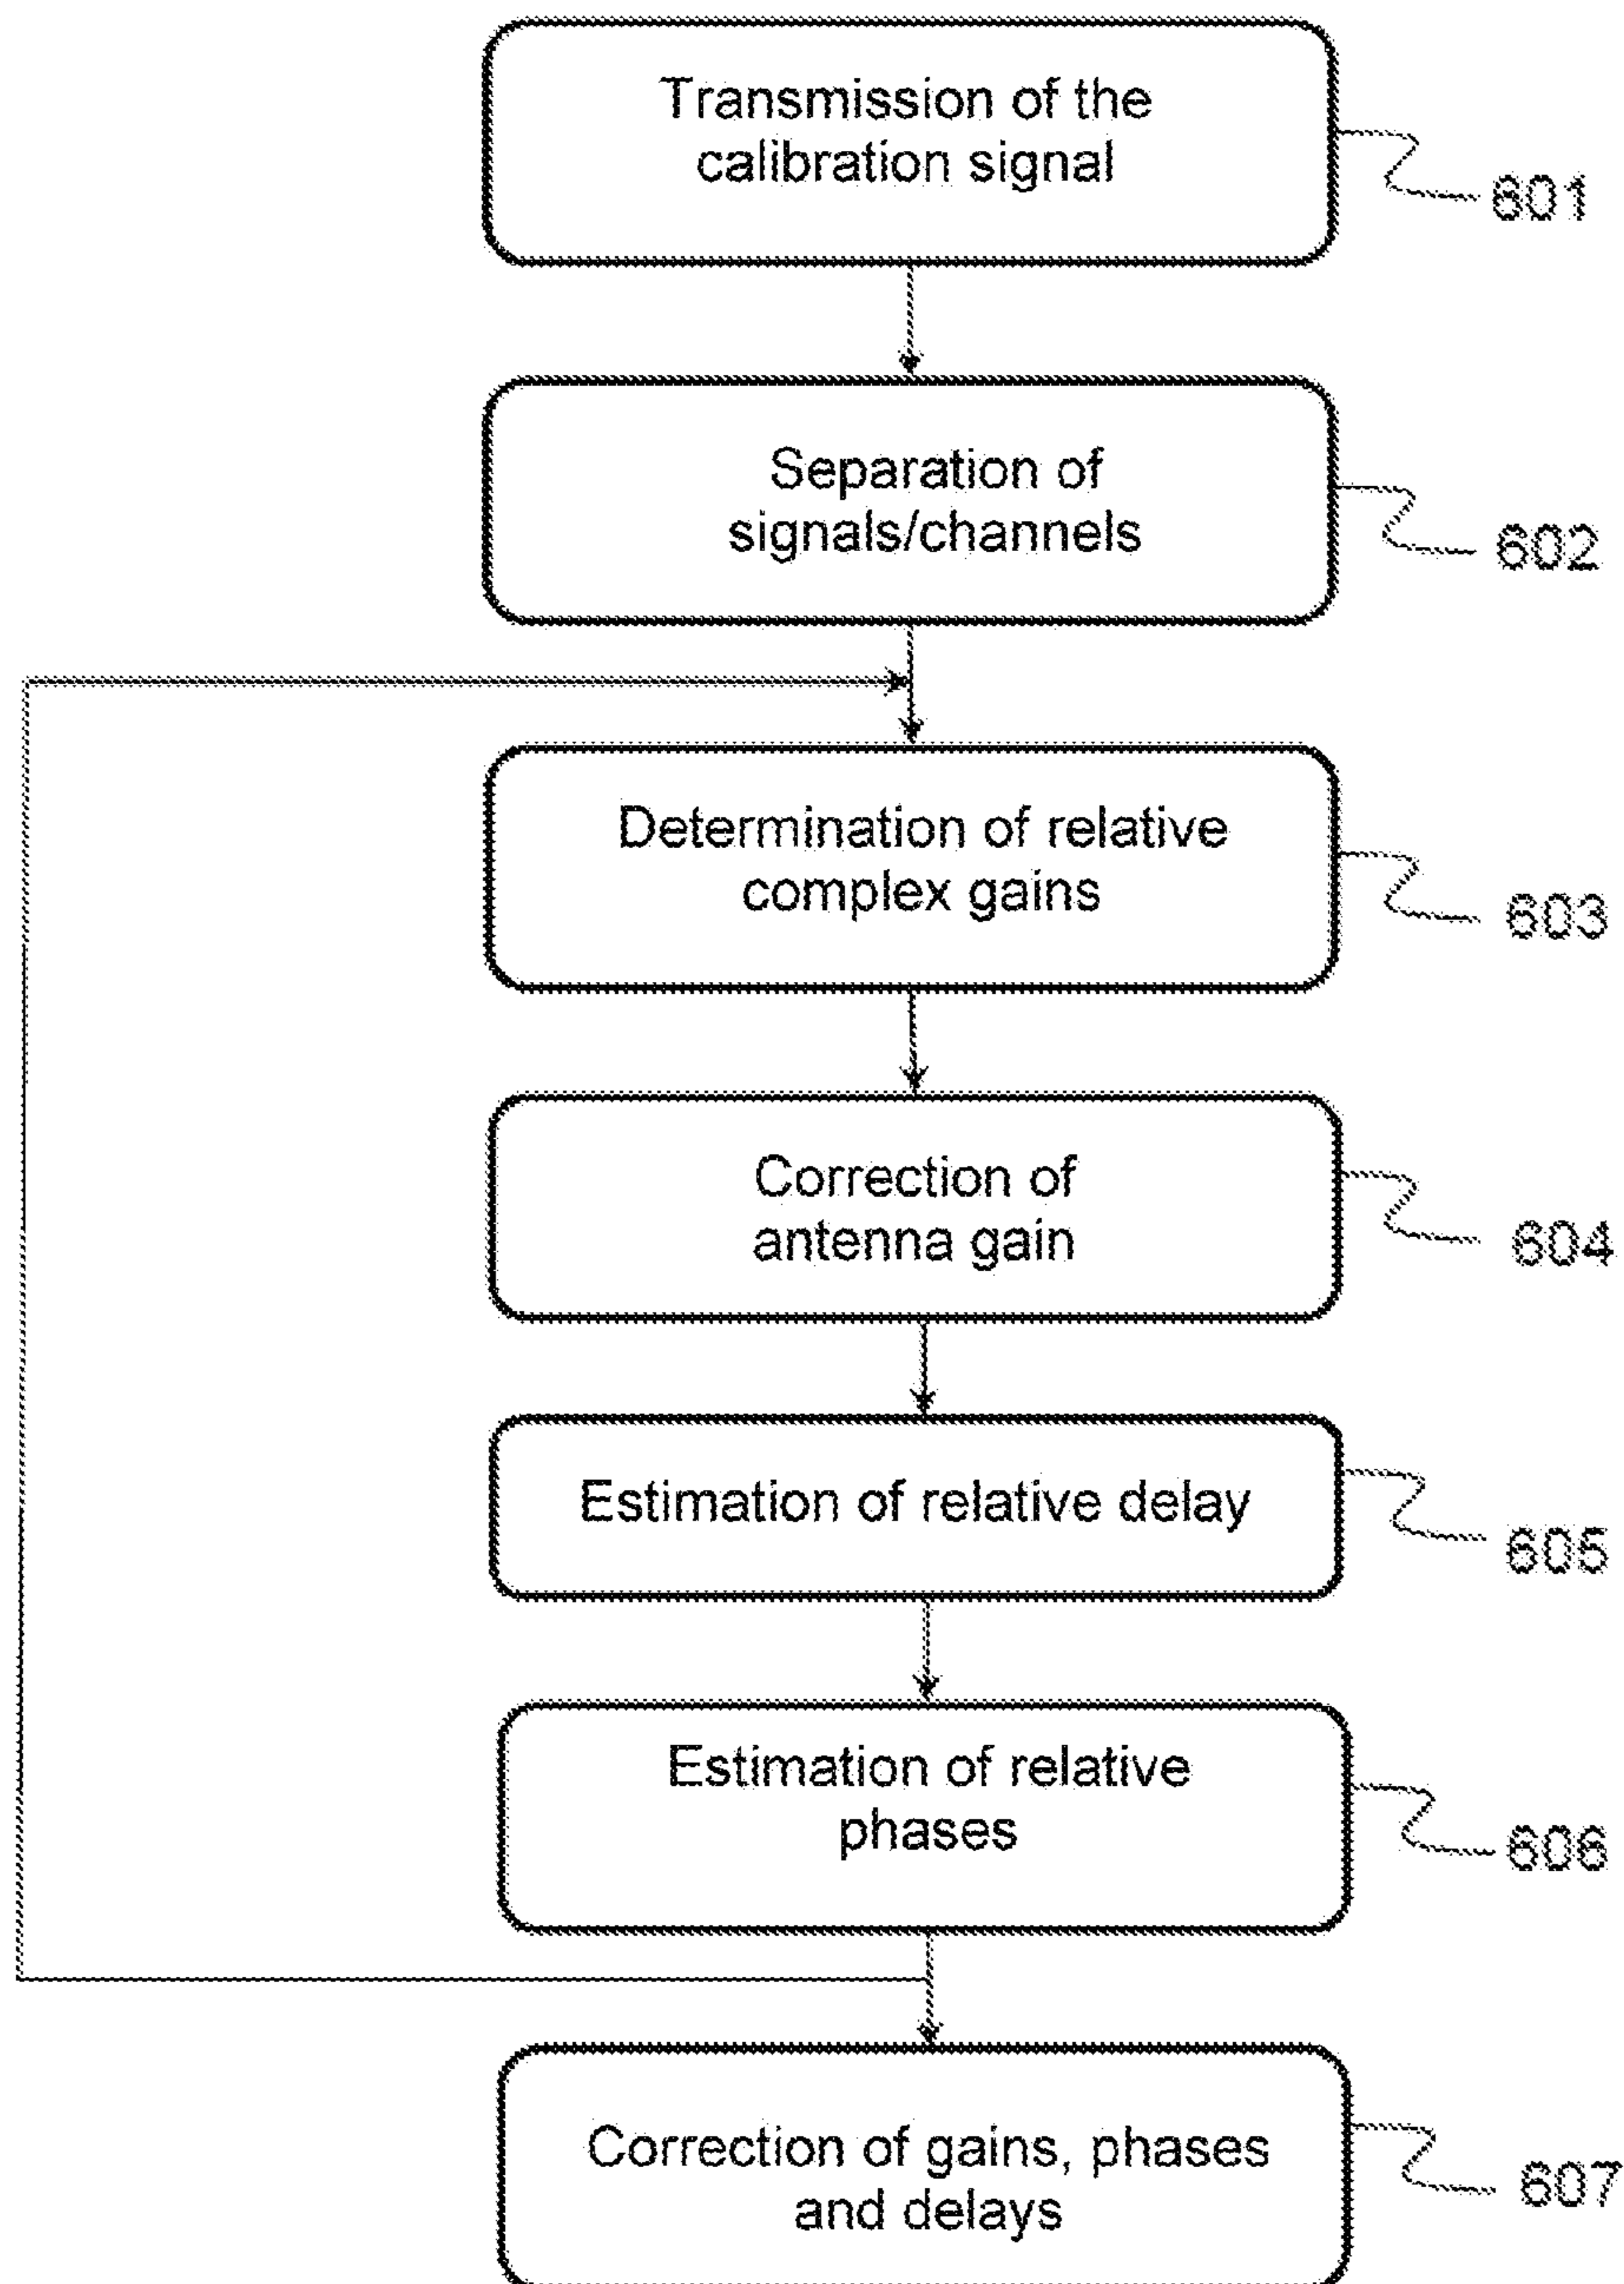 Transmission of the
calibration signal
601
Separation of
signals/channels
602
Determination of relative
complex gains
603
Correction of
antenna gain
604
Estimation of relative delay
605
Estimation of relative
phases
606
Correction of gains, phases
and delays
607